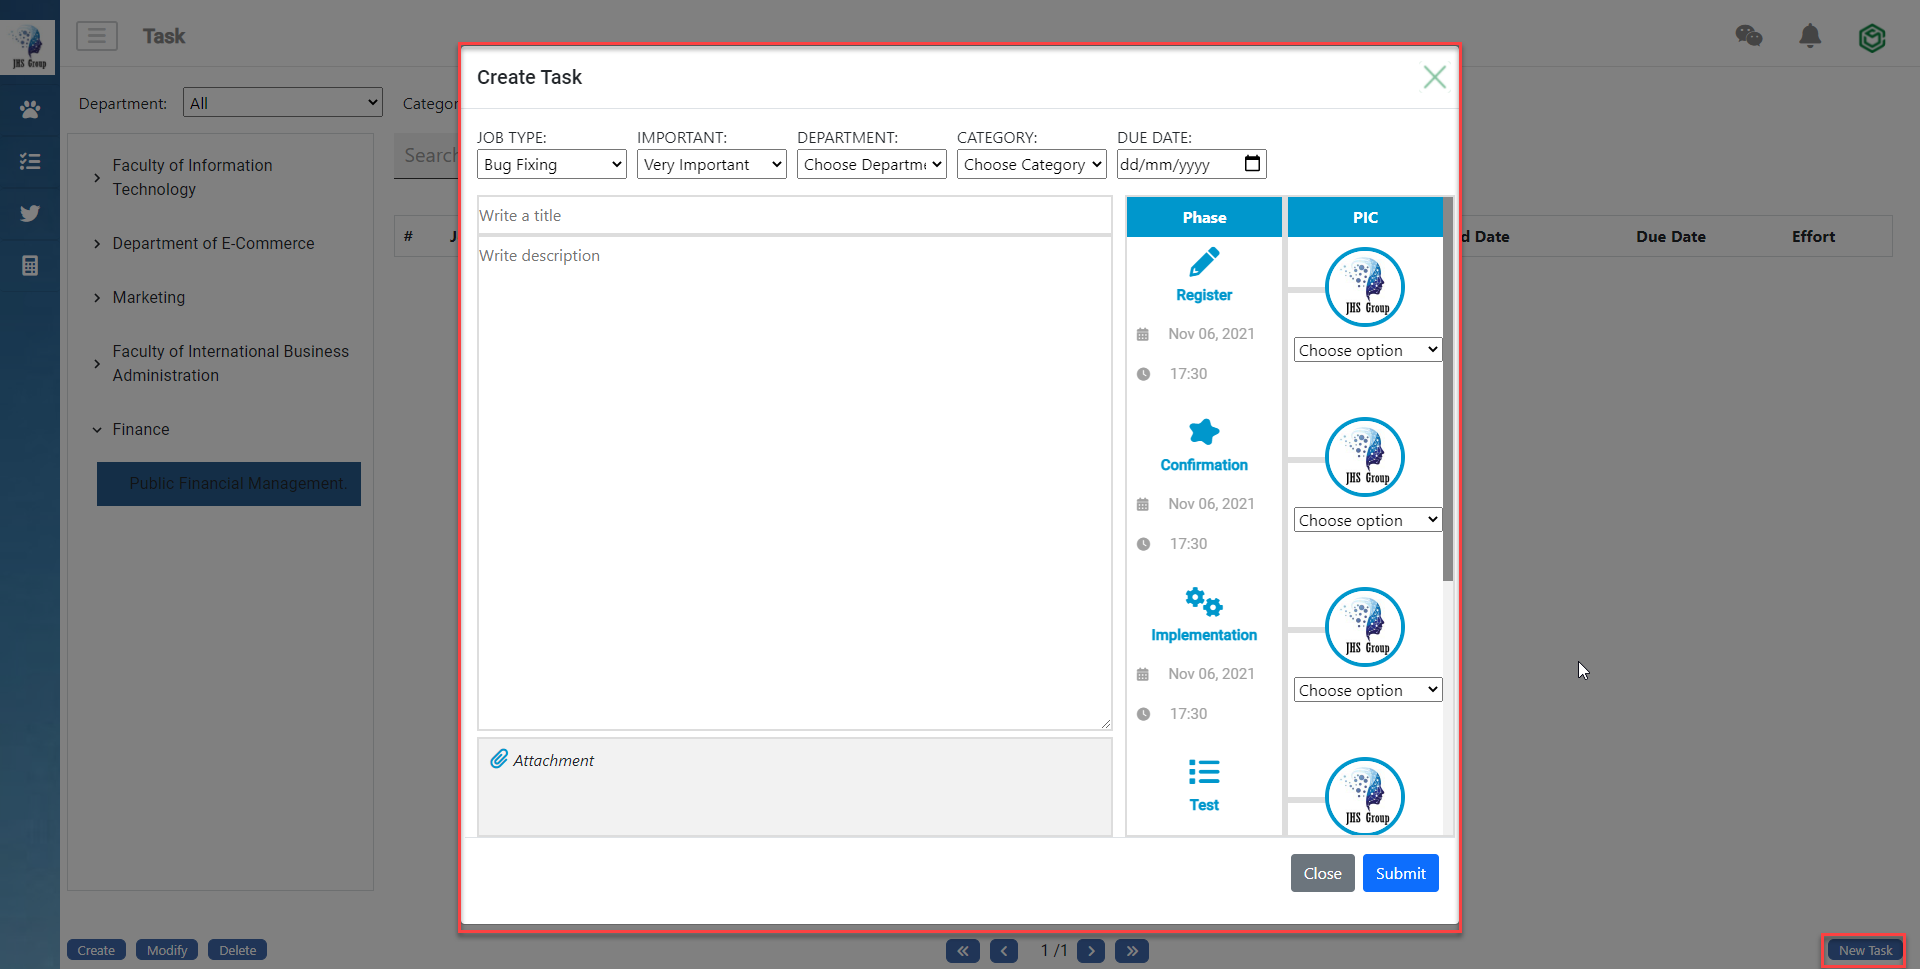 JHS Group
Task
Department:
All
Categor
Search
Faculty of Information
Technology
Department of E-Commerce
Marketing
Faculty of International Business
Administration
Finance
Public Financial Management.
#
J
d Date
Due Date
Effort
Create Task
JOB TYPE:
IMPORTANT:
DEPARTMENT:
CATEGORY:
DUE DATE:
Bug Fixing
Very Important
Choose Departm
Choose Category
dd/mm/yyyy
Write a title
Write description
Attachment
Phase
PIC
Register
Nov 06, 2021
17:30
JHS Group
Choose option
Confirmation
Nov 06, 2021
17:30
JHS Group
Choose option
Implementation
Nov 06, 2021
17:30
JHS Group
Choose option
Test
JHS Group
Close
Submit
Create
Modify
Delete
1 /1
New Task